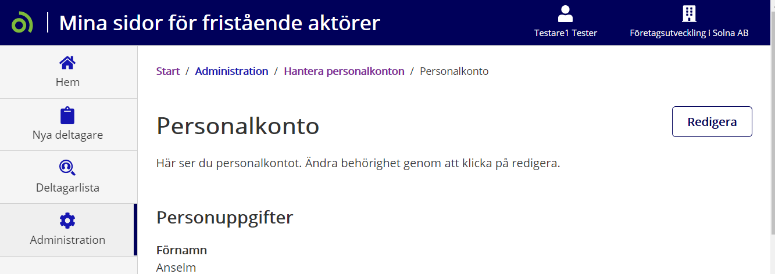 Mina sidor för fristående aktörer
Testare1 Tester
Företagsutveckling i Solna AB
Hem
Nya deltagare
Deltagarlista
Administration
Start / Administration / Hantera personalkonton / Personalkonto
Personalkonto
Redigera
Här ser du personalkontot. Ändra behörighet genom att klicka på redigera.
Personuppgifter
Förnamn
Anselm